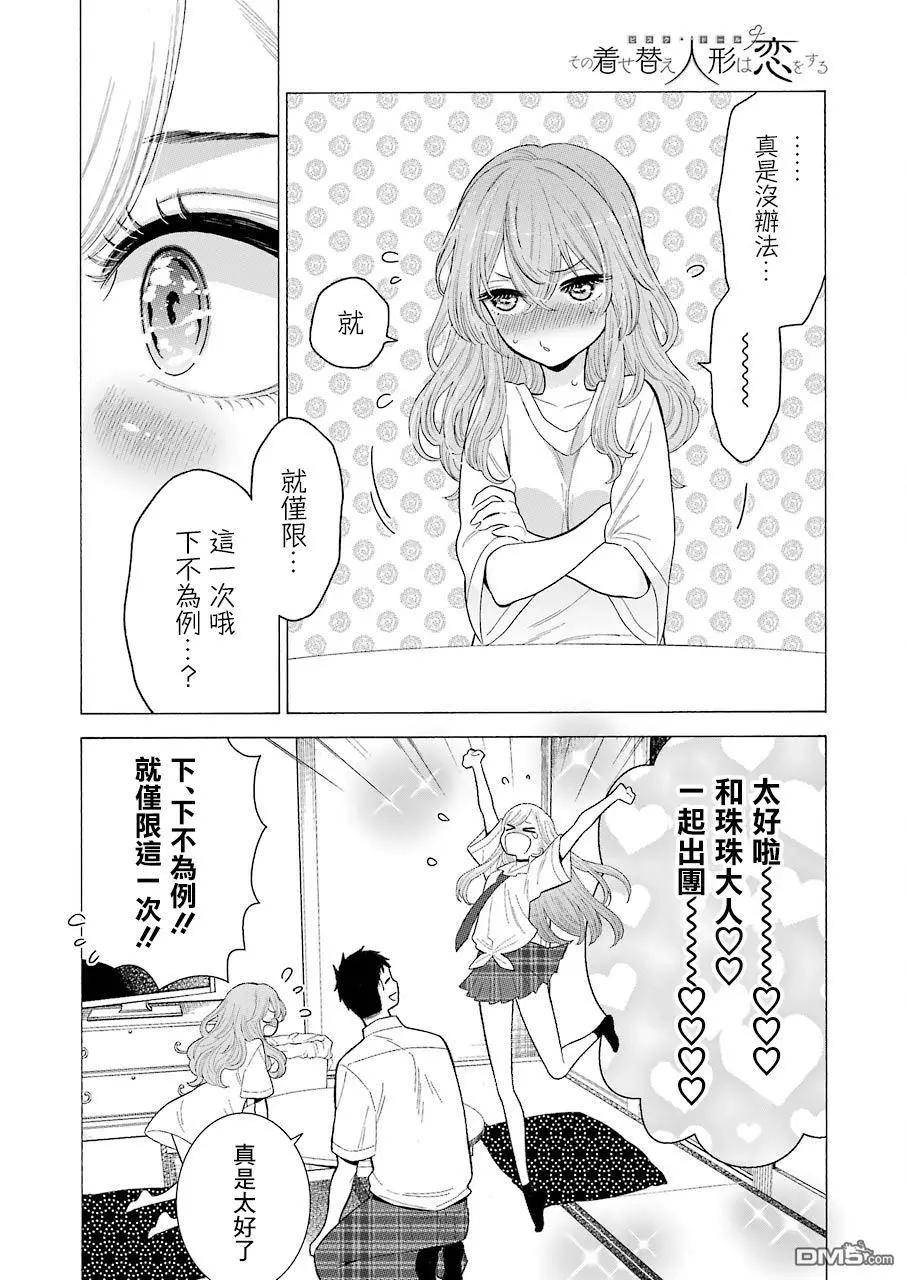 ビスク・ドール
その着せ替え人形は恋をする
……
真是沒辦法…
～～～～
就
就僅限…
這一次哦
下不為例…？
太好啦～～～♡♡♡
和珠珠大人♡♡
一起出團～～～♡♡♡♡
下、下不為例!!
就僅限這一次!!
真是太好了
DM5.com